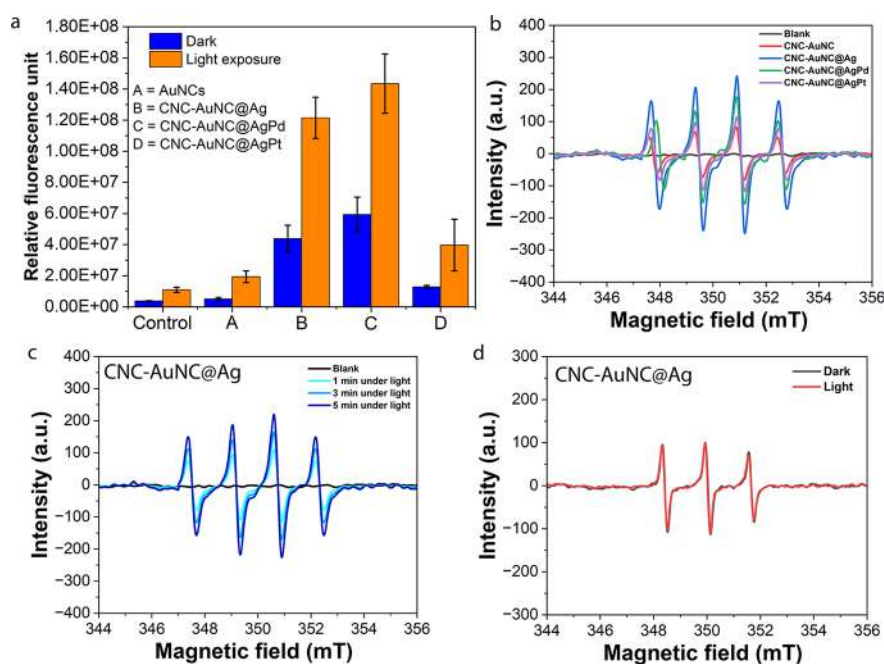 a
Relative fluorescence unit
1.80E+08
1.60E+08
1.40E+08
1.20E+08
1.00E+08
8.00E+07
6.00E+07
4.00E+07
2.00E+07
0.00E+00
Dark
Light exposure
A = AuNCs
B = CNC-AuNC@Ag
C = CNC-AuNC@AgPd
D = CNC-AuNC@AgPt
Control A B C D
b
Intensity (a.u.)
400
300
200
100
0
−100
−200
−300
−400
Blank
CNC-AuNC
CNC-AuNC@Ag
CNC-AuNC@AgPd
CNC-AuNC@AgPt
344 346 348 350 352 354 356
Magnetic field (mT)
c
CNC-AuNC@Ag
Intensity (a.u.)
400
300
200
100
0
−100
−200
−300
−400
Blank
1 min under light
3 min under light
5 min under light
344 346 348 350 352 354 356
Magnetic field (mT)
d
CNC-AuNC@Ag
Intensity (a.u.)
300
200
100
0
−100
−200
−300
Dark
Light
344 346 348 350 352 354 356
Magnetic field (mT)